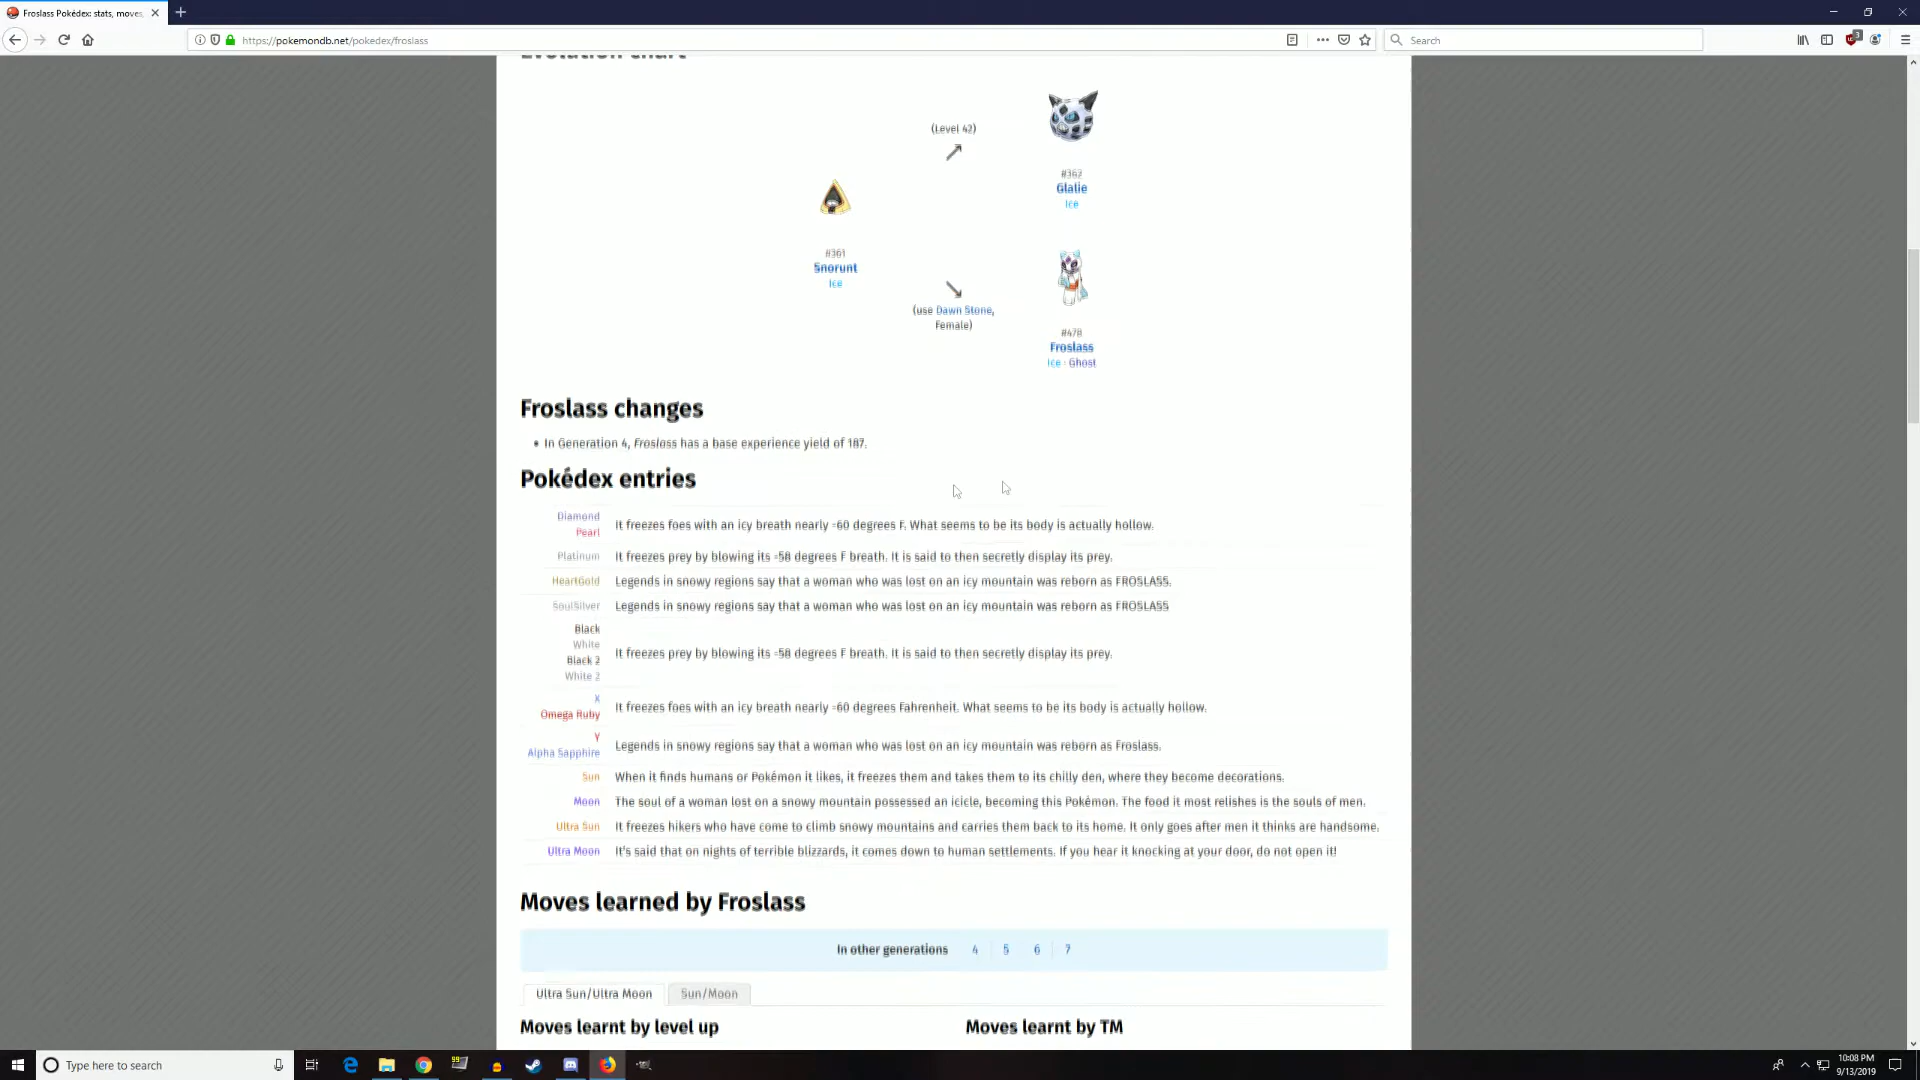 Froslass Pokédex: stats, moves,
https://pokemondb.net/pokedex/froslass
Search
3
Evolution chart
(Level 42)
#362
Glalie
Ice
#361
Snorunt
Ice
(use Dawn Stone,
Female)
#478
Froslass
Ice · Ghost
Froslass changes
• In Generation 4, Froslass has a base experience yield of 187.
Pokédex entries
Diamond
Pearl
It freezes foes with an icy breath nearly -60 degrees F. What seems to be its body is actually hollow.
Platinum
It freezes prey by blowing its -58 degrees F breath. It is said to then secretly display its prey.
HeartGold
Legends in snowy regions say that a woman who was lost on an icy mountain was reborn as FROSLASS.
SoulSilver
Legends in snowy regions say that a woman who was lost on an icy mountain was reborn as FROSLASS
Black
White
Black 2
White 2
It freezes prey by blowing its -58 degrees F breath. It is said to then secretly display its prey.
X
Omega Ruby
It freezes foes with an icy breath nearly -60 degrees Fahrenheit. What seems to be its body is actually hollow.
Y
Alpha Sapphire
Legends in snowy regions say that a woman who was lost on an icy mountain was reborn as Froslass.
Sun
When it finds humans or Pokémon it likes, it freezes them and takes them to its chilly den, where they become decorations.
Moon
The soul of a woman lost on a snowy mountain possessed an icicle, becoming this Pokémon. The food it most relishes is the souls of men.
Ultra Sun
It freezes hikers who have come to climb snowy mountains and carries them back to its home. It only goes after men it thinks are handsome.
Ultra Moon
It's said that on nights of terrible blizzards, it comes down to human settlements. If you hear it knocking at your door, do not open it!
Moves learned by Froslass
In other generations 4 5 6 7
Ultra Sun/Ultra Moon
Sun/Moon
Moves learnt by level up
Moves learnt by TM
Type here to search
99
10:08 PM
9/13/2019